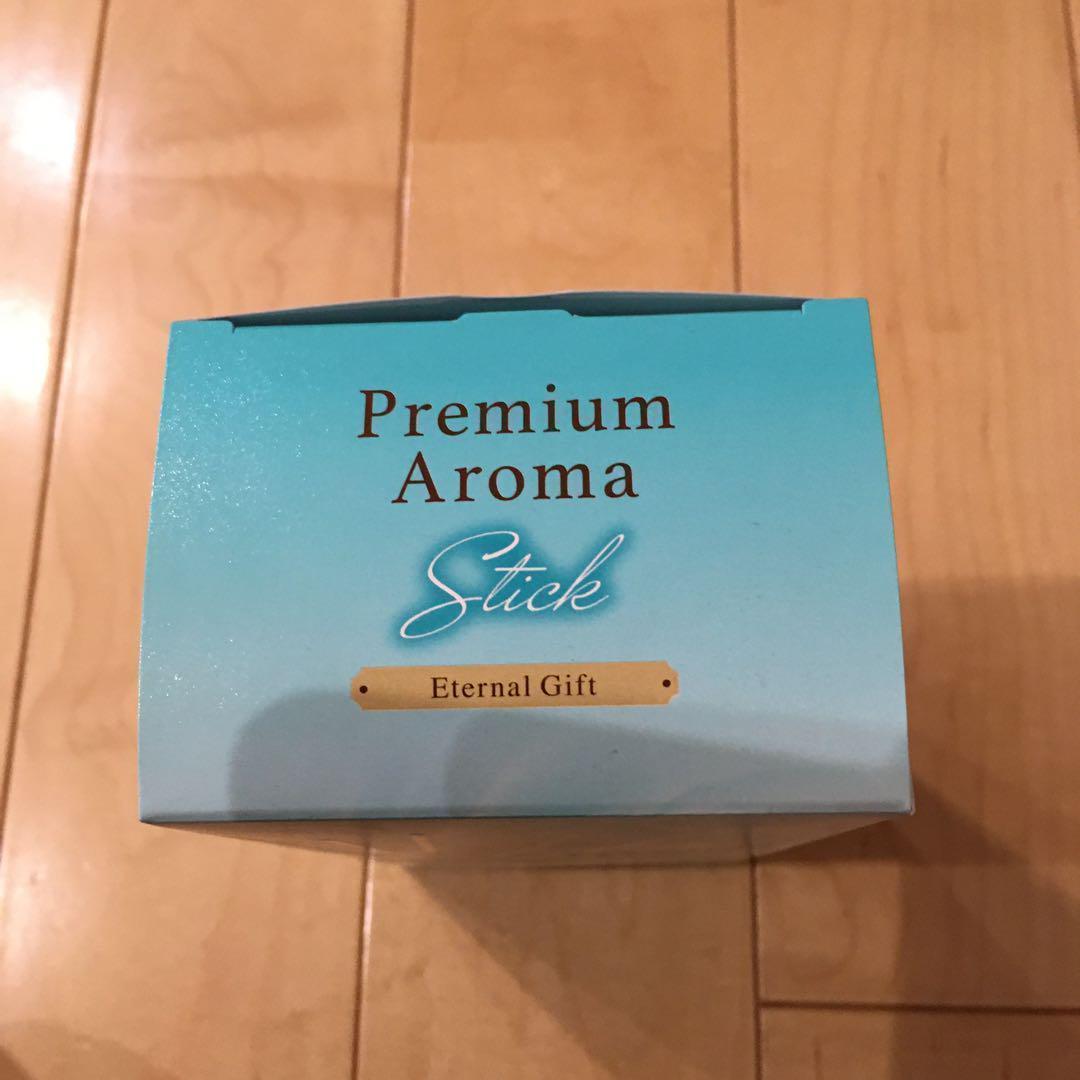 Premium
Aroma
Stick
Eternal Gift